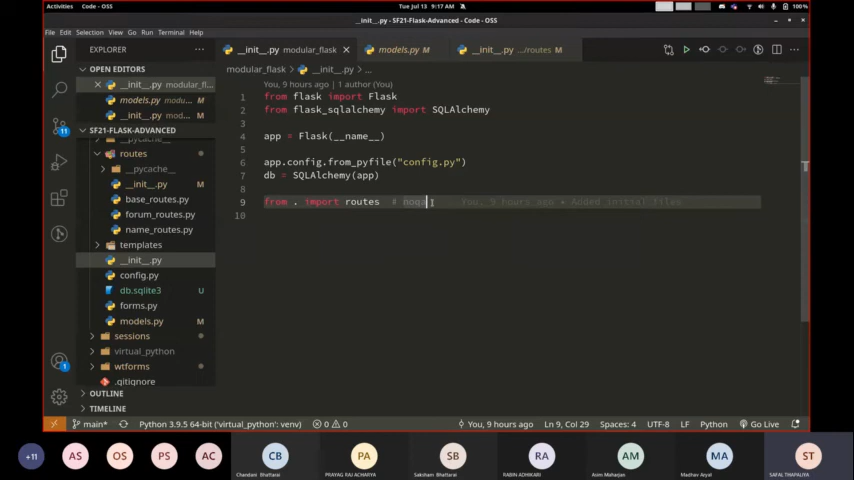 Activities
Code - OSS
Tue Jul 13 9:17 AM
100%
__init__.py - SF21-Flask-Advanced - Code - OSS
File Edit Selection View Go Run Terminal Help
EXPLORER
__init__.py modular_flask
models.py M
__init__.py .../routes M
OPEN EDITORS
__init__.py modular_fl...
models.py modu... M
__init__.py mod... M
SF21-FLASK-ADVANCED
__pycache__
routes
__pycache__
__init__.py M
base_routes.py
forum_routes.py
name_routes.py
templates
__init__.py
config.py
db.sqlite3 U
forms.py
models.py M
sessions
virtual_python
wtforms
.gitignore
OUTLINE
TIMELINE
11
1
modular_flask > __init__.py > ...
You, 9 hours ago | 1 author (You)
1 from flask import Flask
2 from flask_sqlalchemy import SQLAlchemy
3
4 app = Flask(__name__)
5
6 app.config.from_pyfile("config.py")
7 db = SQLAlchemy(app)
8
9 from . import routes # noqa You, 9 hours ago • Added initial files
10
main* Python 3.9.5 64-bit ('virtual_python': venv) 0 0 You, 9 hours ago Ln 9, Col 29 Spaces: 4 UTF-8 LF Python Go Live
+11 AS OS PS AC CB PA SB RA AM MA ST
Chandani Bhattarai
PRAYAG RAJ ACHARYA
Saksham Bhattarai
RABIN ADHIKARI
Asim Maharjan
Madhav Aryal
SAFAL THAPALIYA